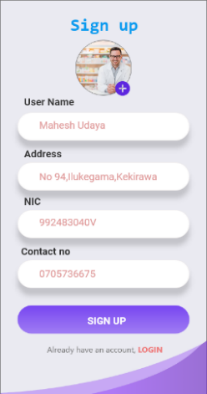 Sign up
User Name
Mahesh Udaya
Address
No 94,Ilukegama,Kekirawa
NIC
992483040V
Contact no
0705736675
SIGN UP
Already have an account, LOGIN